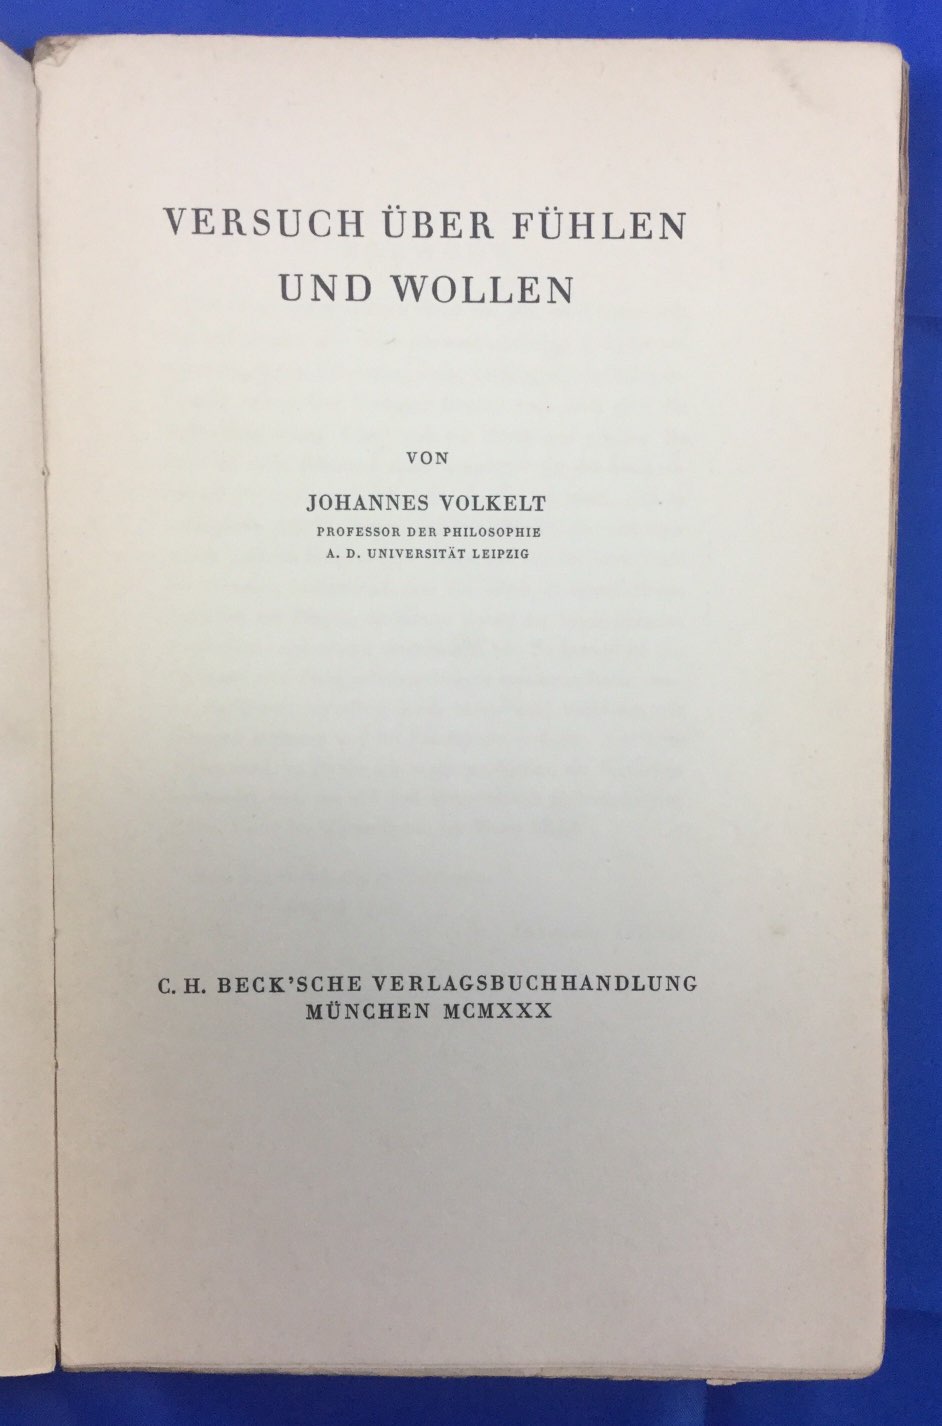 VERSUCH ÜBER FÜHLEN
UND WOLLEN
VON
JOHANNES VOLKELT
PROFESSOR DER PHILOSOPHIE
A. D. UNIVERSITÄT LEIPZIG
C. H. BECK’SCHE VERLAGSBUCHHANDLUNG
MÜNCHEN MCMXXX